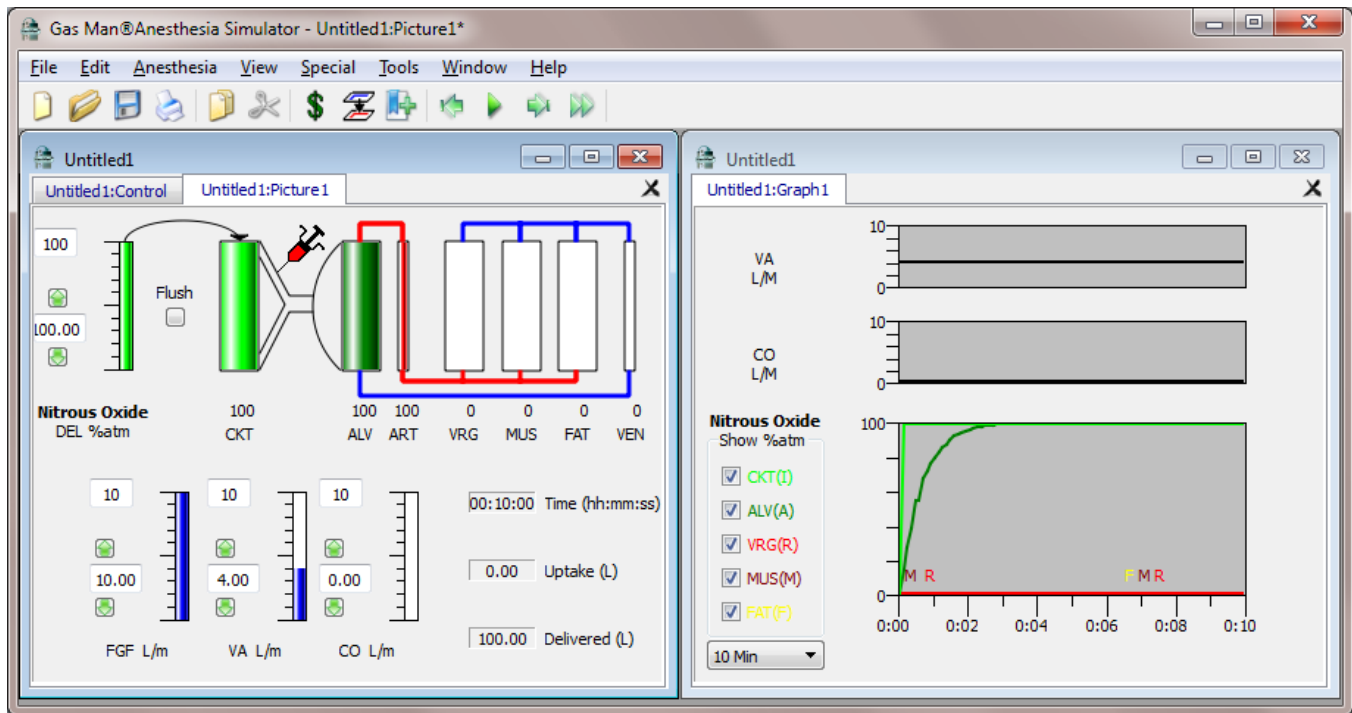 Gas Man®Anesthesia Simulator - Untitled1:Picture1*
File Edit Anesthesia View Special Tools Window Help
Untitled1
Untitled1:Control Untitled1:Picture1
100
100.00
Flush
Nitrous Oxide
DEL %atm
100 100 100 0 0 0 0
CKT ALV ART VRG MUS FAT VEN
10 10 10
10.00 4.00 0.00
FGF L/m VA L/m CO L/m
00:10:00 Time (hh:mm:ss)
0.00 Uptake (L)
100.00 Delivered (L)
Untitled1
Untitled1:Graph1
10
VA
L/M
0
10
CO
L/M
0
Nitrous Oxide
Show %atm
CKT(I)
ALV(A)
VRG(R)
MUS(M)
FAT(F)
10 Min
100
M R F M R
0
0:00 0:02 0:04 0:06 0:08 0:10